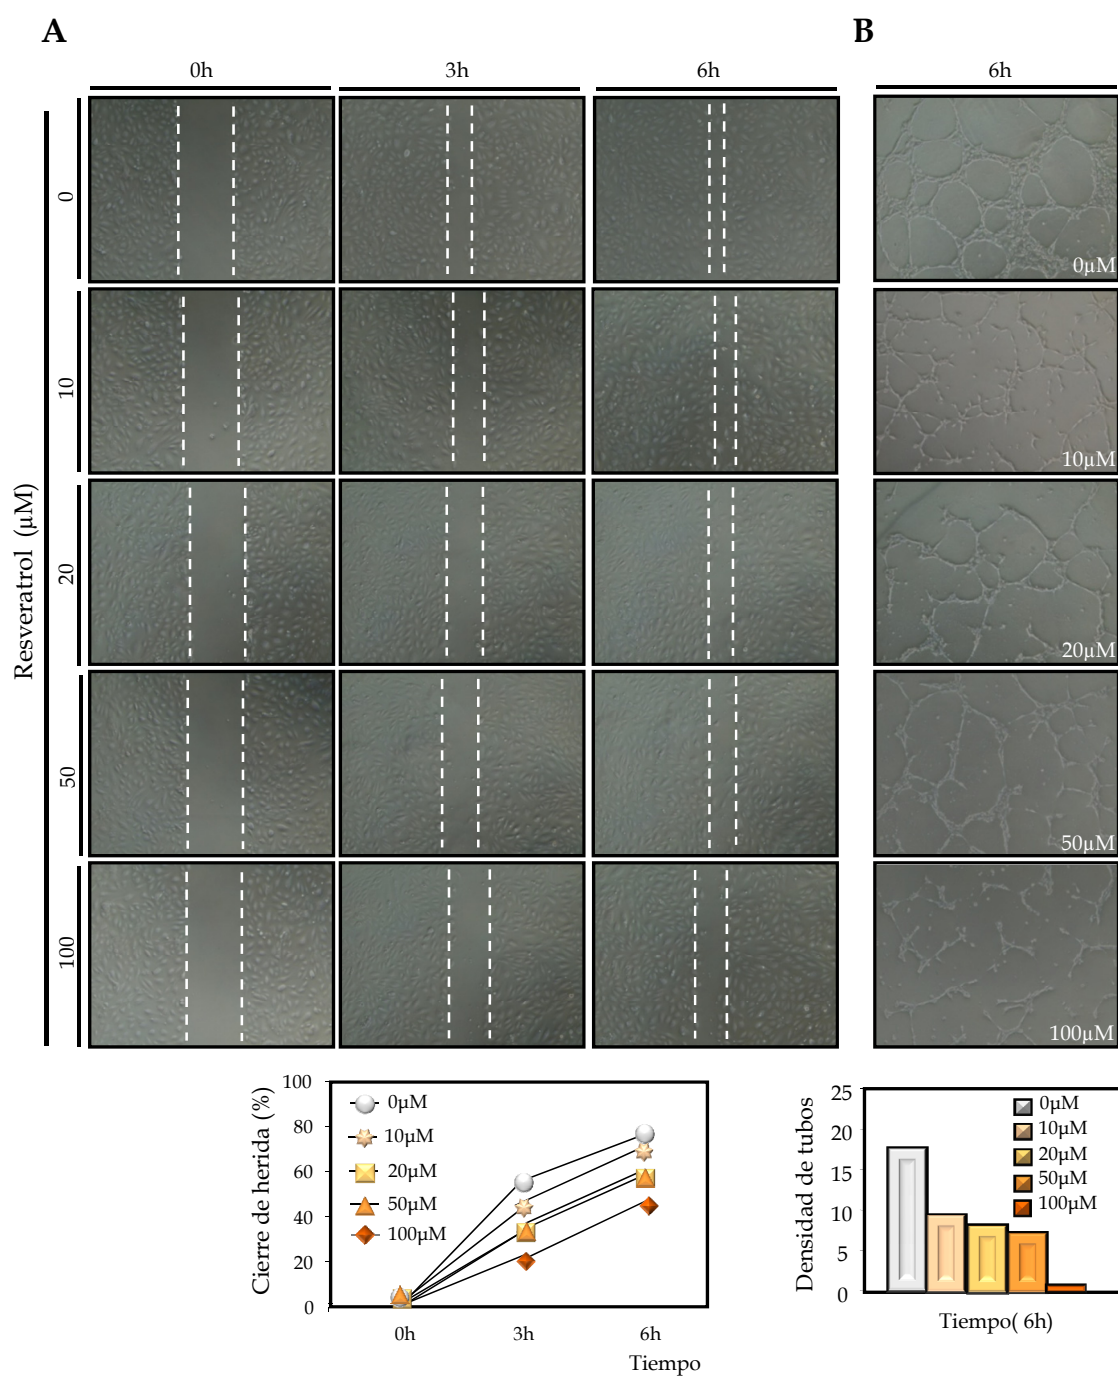 A
B
0h
3h
6h
6h
Resveratrol (µM)
0
10
20
50
100
0µM
10µM
20µM
50µM
100µM
Cierre de herida (%)
100
80
60
40
20
0
0µM
10µM
20µM
50µM
100µM
0h
3h
6h
Tiempo
Densidad de tubos
25
20
15
10
5
0
0µM
10µM
20µM
50µM
100µM
Tiempo( 6h)